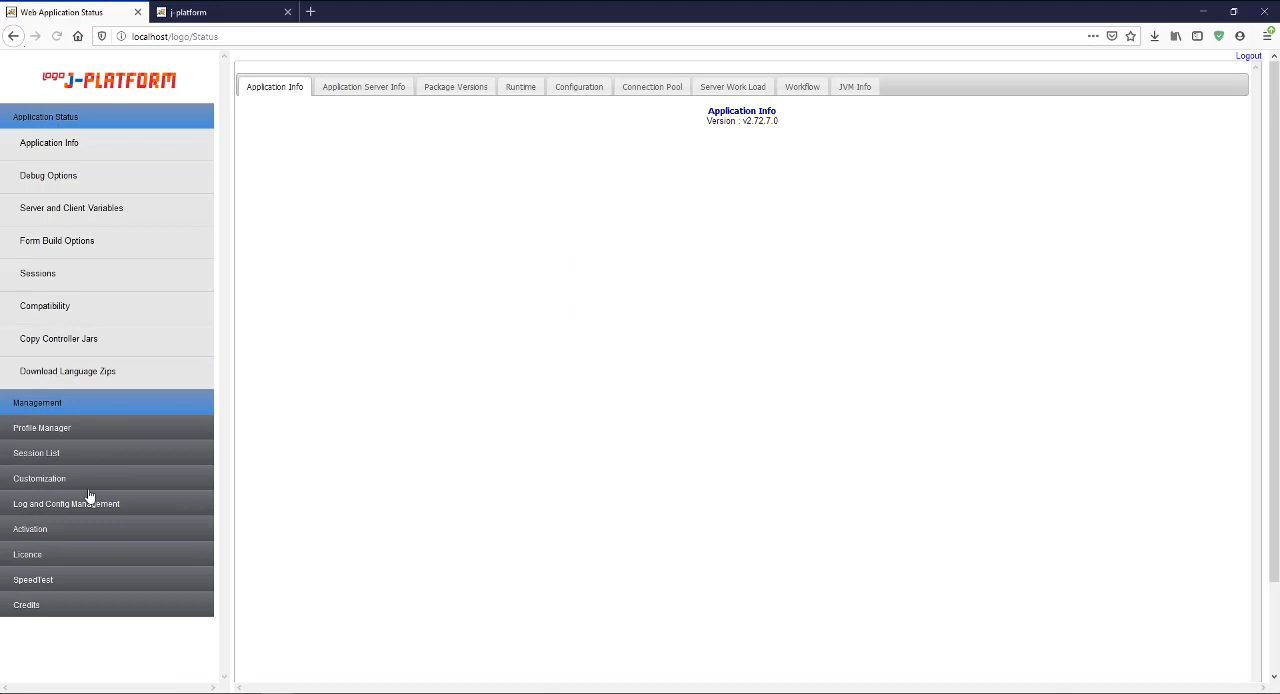 Web Application Status
j-platform
localhost/logo/Status
Logout
LOGO J-PLATFORM
Application Status
Application Info
Debug Options
Server and Client Variables
Form Build Options
Sessions
Compatibility
Copy Controller Jars
Download Language Zips
Management
Profile Manager
Session List
Customization
Log and Config Management
Activation
Licence
SpeedTest
Credits
Application Info
Application Server Info
Package Versions
Runtime
Configuration
Connection Pool
Server Work Load
Workflow
JVM Info
Application Info
Version : v2.72.7.0